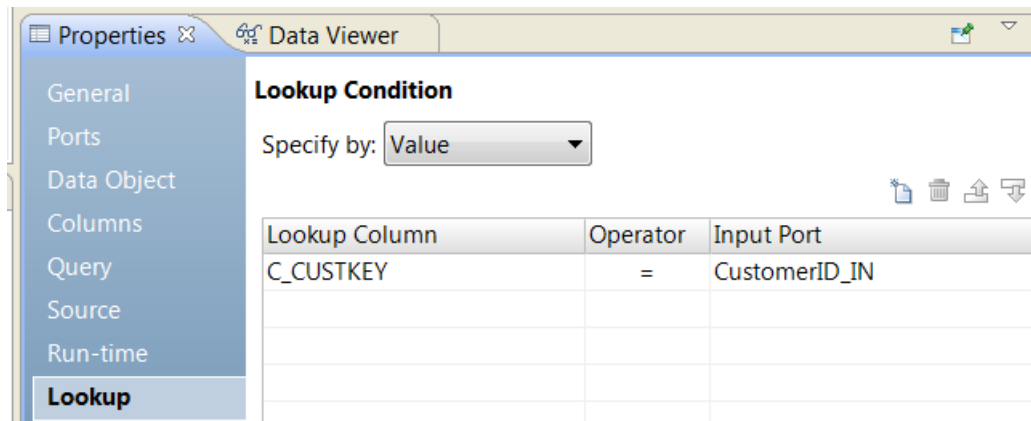 Properties Data Viewer
General
Ports
Data Object
Columns
Query
Source
Run-time
Lookup
Lookup Condition
Specify by: Value
Lookup Column Operator Input Port
C_CUSTKEY = CustomerID_IN